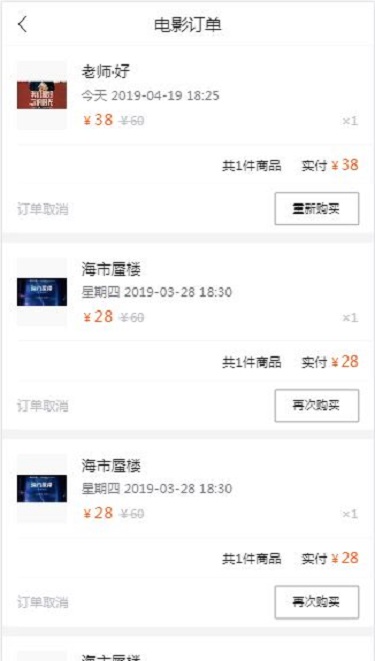 电影订单
老师·好
今天 2019-04-19 18:25
￥38 ￥60 ×1
共1件商品 实付￥38
订单取消 重新购买
海市蜃楼
星期四 2019-03-28 18:30
￥28 ￥60 ×1
共1件商品 实付￥28
订单取消 再次购买
海市蜃楼
星期四 2019-03-28 18:30
￥28 ￥60 ×1
共1件商品 实付￥28
订单取消 再次购买
海市蜃楼